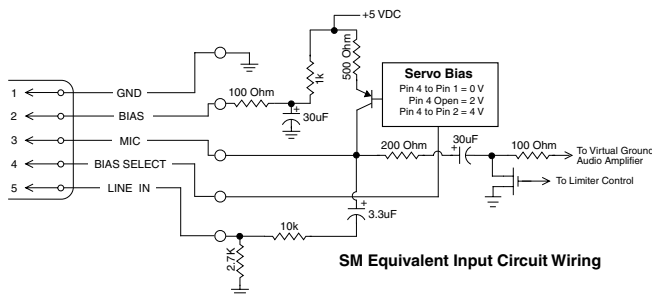 +5 VDC
1 GND
2 BIAS
3 MIC
4 BIAS SELECT
5 LINE IN
100 Ohm
+
30uF
1k
500 Ohm
Servo Bias
Pin 4 to Pin 1 = 0 V
Pin 4 Open = 2 V
Pin 4 to Pin 2 = 4 V
200 Ohm
30uF
+
100 Ohm
To Virtual Ground
Audio Amplifier
To Limiter Control
+
3.3uF
10k
2.7K
SM Equivalent Input Circuit Wiring